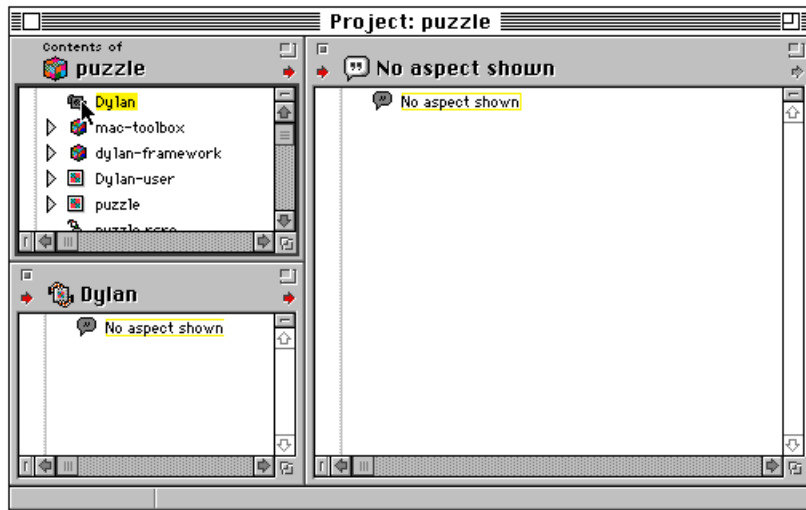 Project: puzzle
Contents of
puzzle
Dylan
mac-toolbox
dylan-framework
Dylan-user
puzzle
Dylan
No aspect shown
No aspect shown
No aspect shown